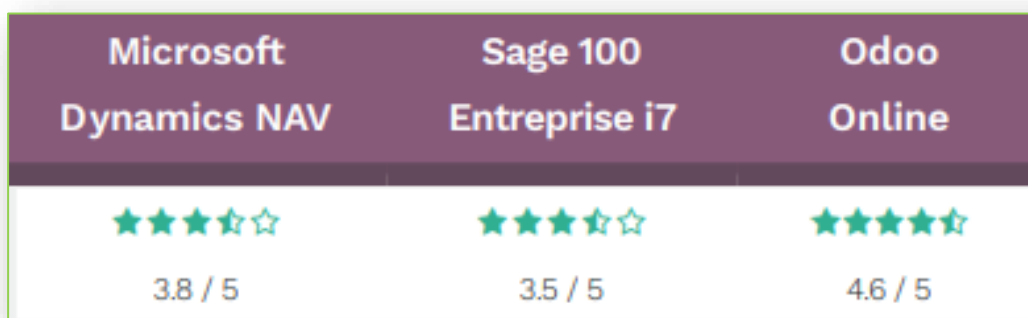 Microsoft Dynamics NAV
Sage 100 Entreprise i7
Odoo Online
3.8 / 5
3.5 / 5
4.6 / 5